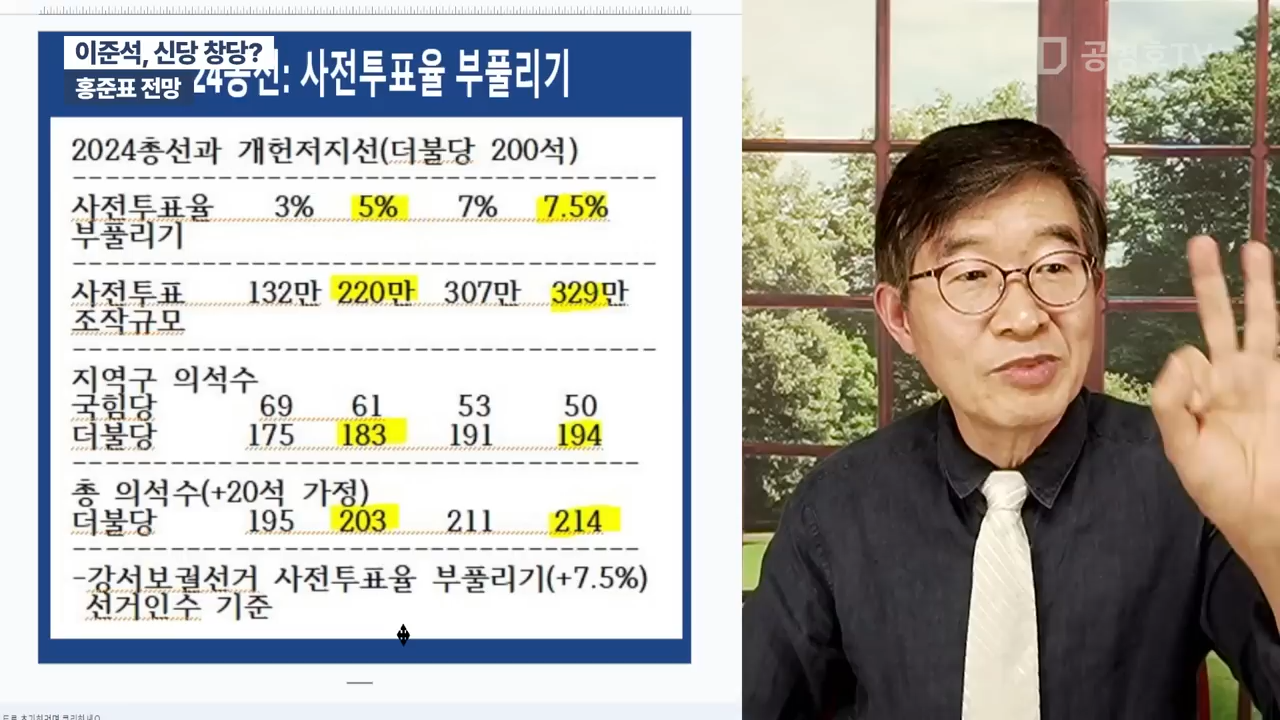 이준석, 신당 창당?
홍준표 전망
24총선: 사전투표율 부풀리기
공병호TV
2024총선과 개헌저지선(더불당 200석)
사전투표율 3% 5% 7% 7.5%
부풀리기
사전투표 132만 220만 307만 329만
조작규모
지역구 의석수
국힘당 69 61 53 50
더불당 175 183 191 194
총 의석수(+20석 가정)
더불당 195 203 211 214
-강서보궐선거 사전투표율 부풀리기(+7.5%)
선거인수 기준